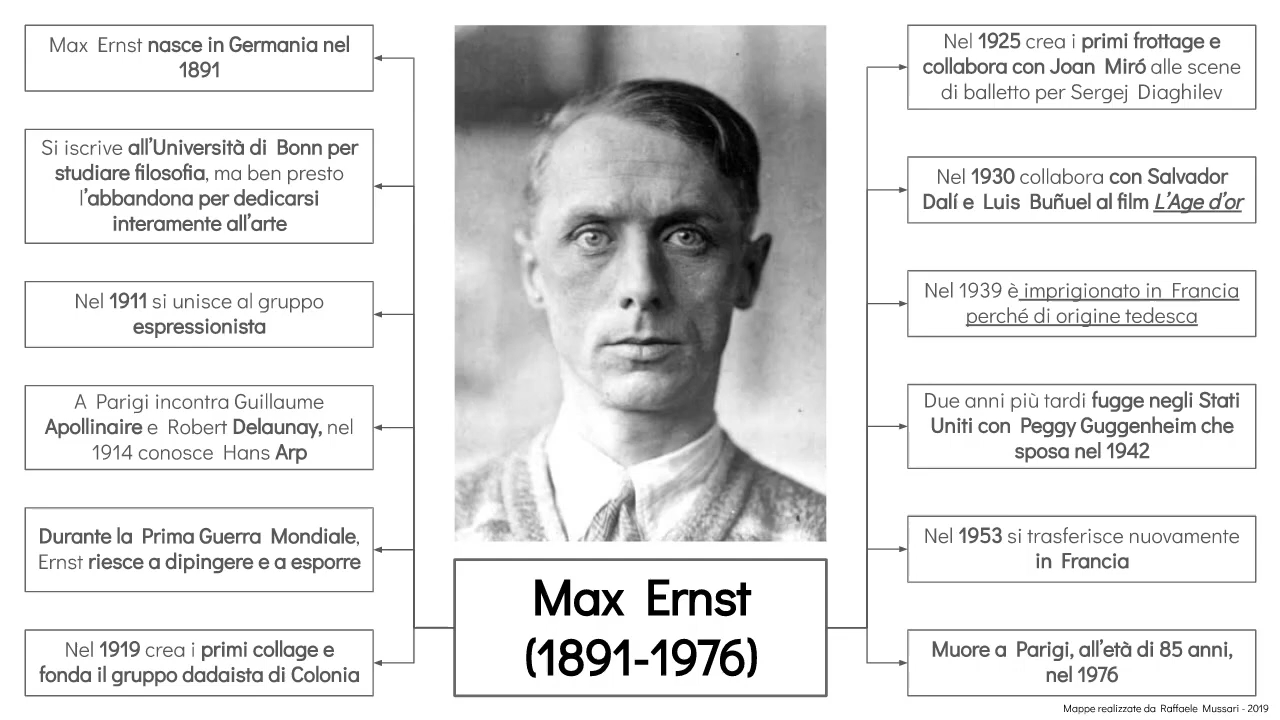 Max Ernst nasce in Germania nel
1891
Si iscrive all'Università di Bonn per
studiare filosofia, ma ben presto
l'abbandona per dedicarsi
interamente all'arte
Nel 1911 si unisce al gruppo
espressionista
A Parigi incontra Guillaume
Apollinaire e Robert Delaunay, nel
1914 conosce Hans Arp
Durante la Prima Guerra Mondiale,
Ernst riesce a dipingere e a esporre
Nel 1919 crea i primi collage e
fonda il gruppo dadaista di Colonia
Max Ernst
(1891-1976)
Nel 1925 crea i primi frottage e
collabora con Joan Miró alle scene
di balletto per Sergej Diaghilev
Nel 1930 collabora con Salvador
Dalí e Luis Buñuel al film L'Age d'or
Nel 1939 è imprigionato in Francia
perché di origine tedesca
Due anni più tardi fugge negli Stati
Uniti con Peggy Guggenheim che
sposa nel 1942
Nel 1953 si trasferisce nuovamente
in Francia
Muore a Parigi, all'età di 85 anni,
nel 1976
Mappe realizzate da Raffaele Mussari - 2019